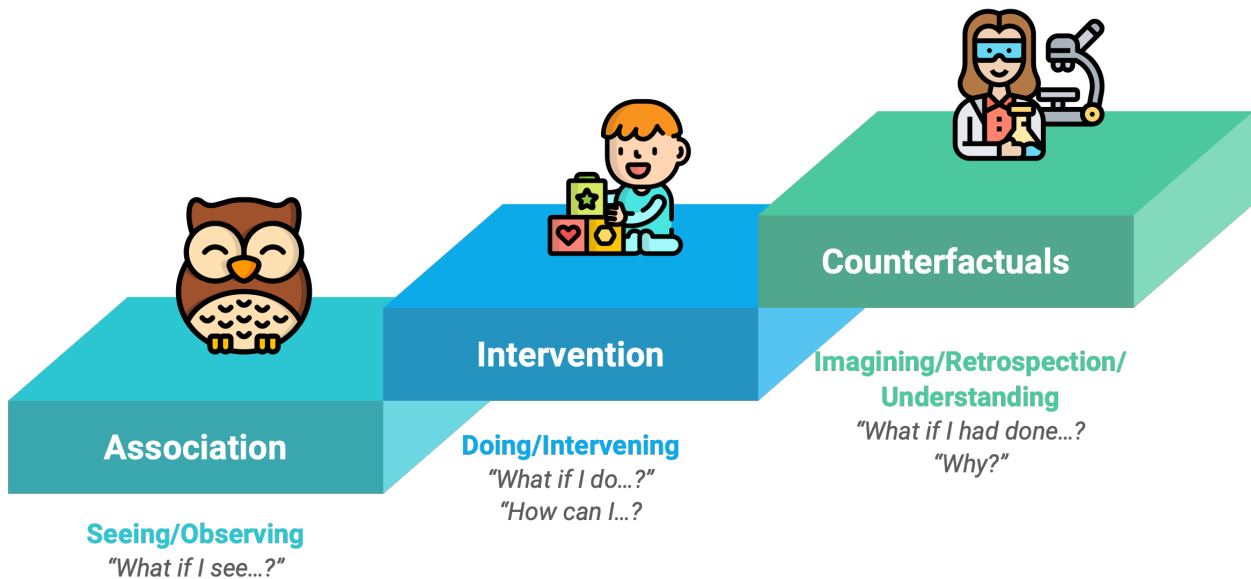 Association
Seeing/Observing
“What if I see…?”
Intervention
Doing/Intervening
“What if I do…?”
“How can I…?
Counterfactuals
Imagining/Retrospection/
Understanding
“What if I had done…?
“Why?”